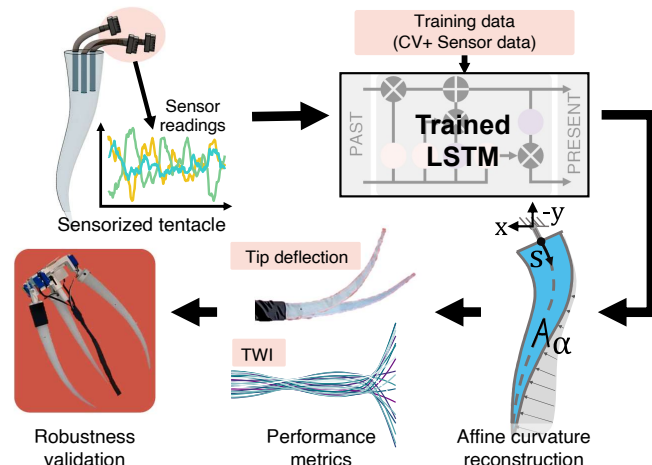 Training data
(CV+ Sensor data)
Sensor
readings
Sensorized tentacle
PAST
Trained
LSTM
PRESENT
x
-y
s
α
Tip deflection
TWI
Robustness
validation
Performance
metrics
Affine curvature
reconstruction